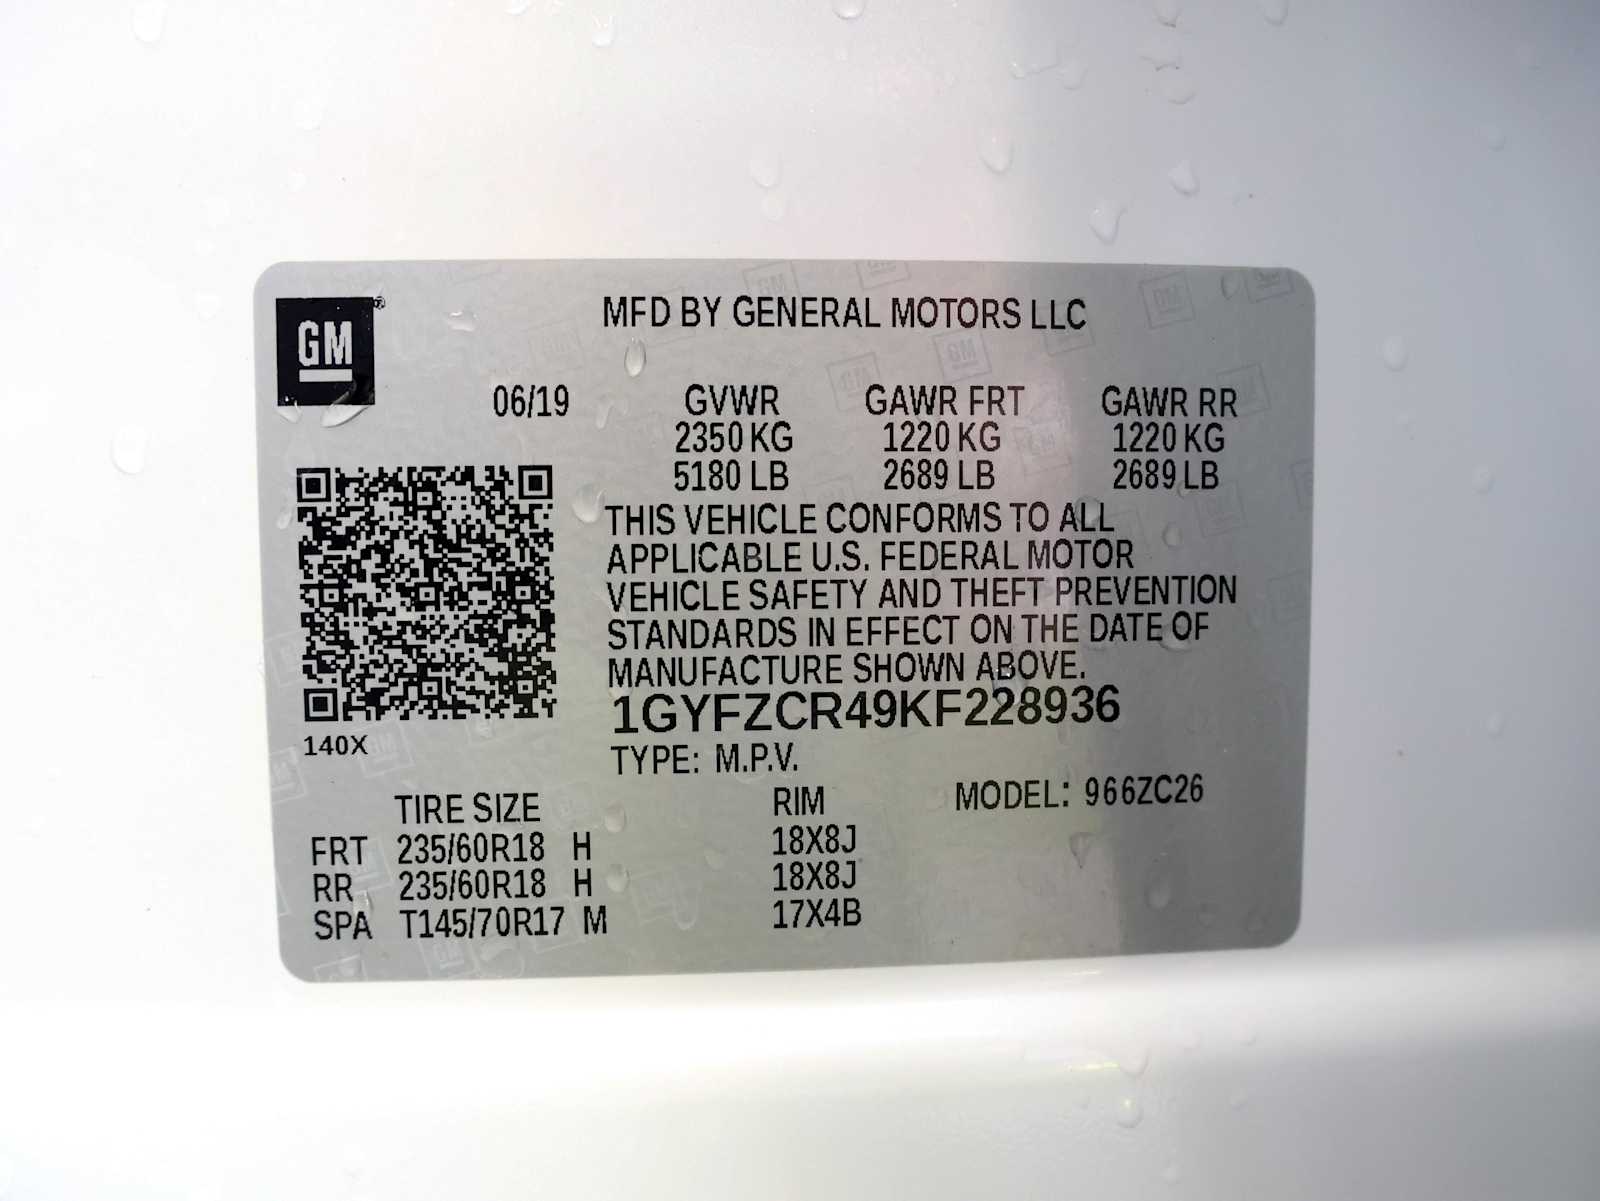 GM
MFD BY GENERAL MOTORS LLC
06/19 GVWR GAWR FRT GAWR RR
2350 KG 1220 KG 1220 KG
5180 LB 2689 LB 2689 LB
THIS VEHICLE CONFORMS TO ALL
APPLICABLE U.S. FEDERAL MOTOR
VEHICLE SAFETY AND THEFT PREVENTION
STANDARDS IN EFFECT ON THE DATE OF
MANUFACTURE SHOWN ABOVE.
1GYFZCR49KF228936
140X
TYPE: M.P.V.
TIRE SIZE RIM MODEL: 966ZC26
FRT 235/60R18 H 18X8J
RR 235/60R18 H 18X8J
SPA T145/70R17 M 17X4B